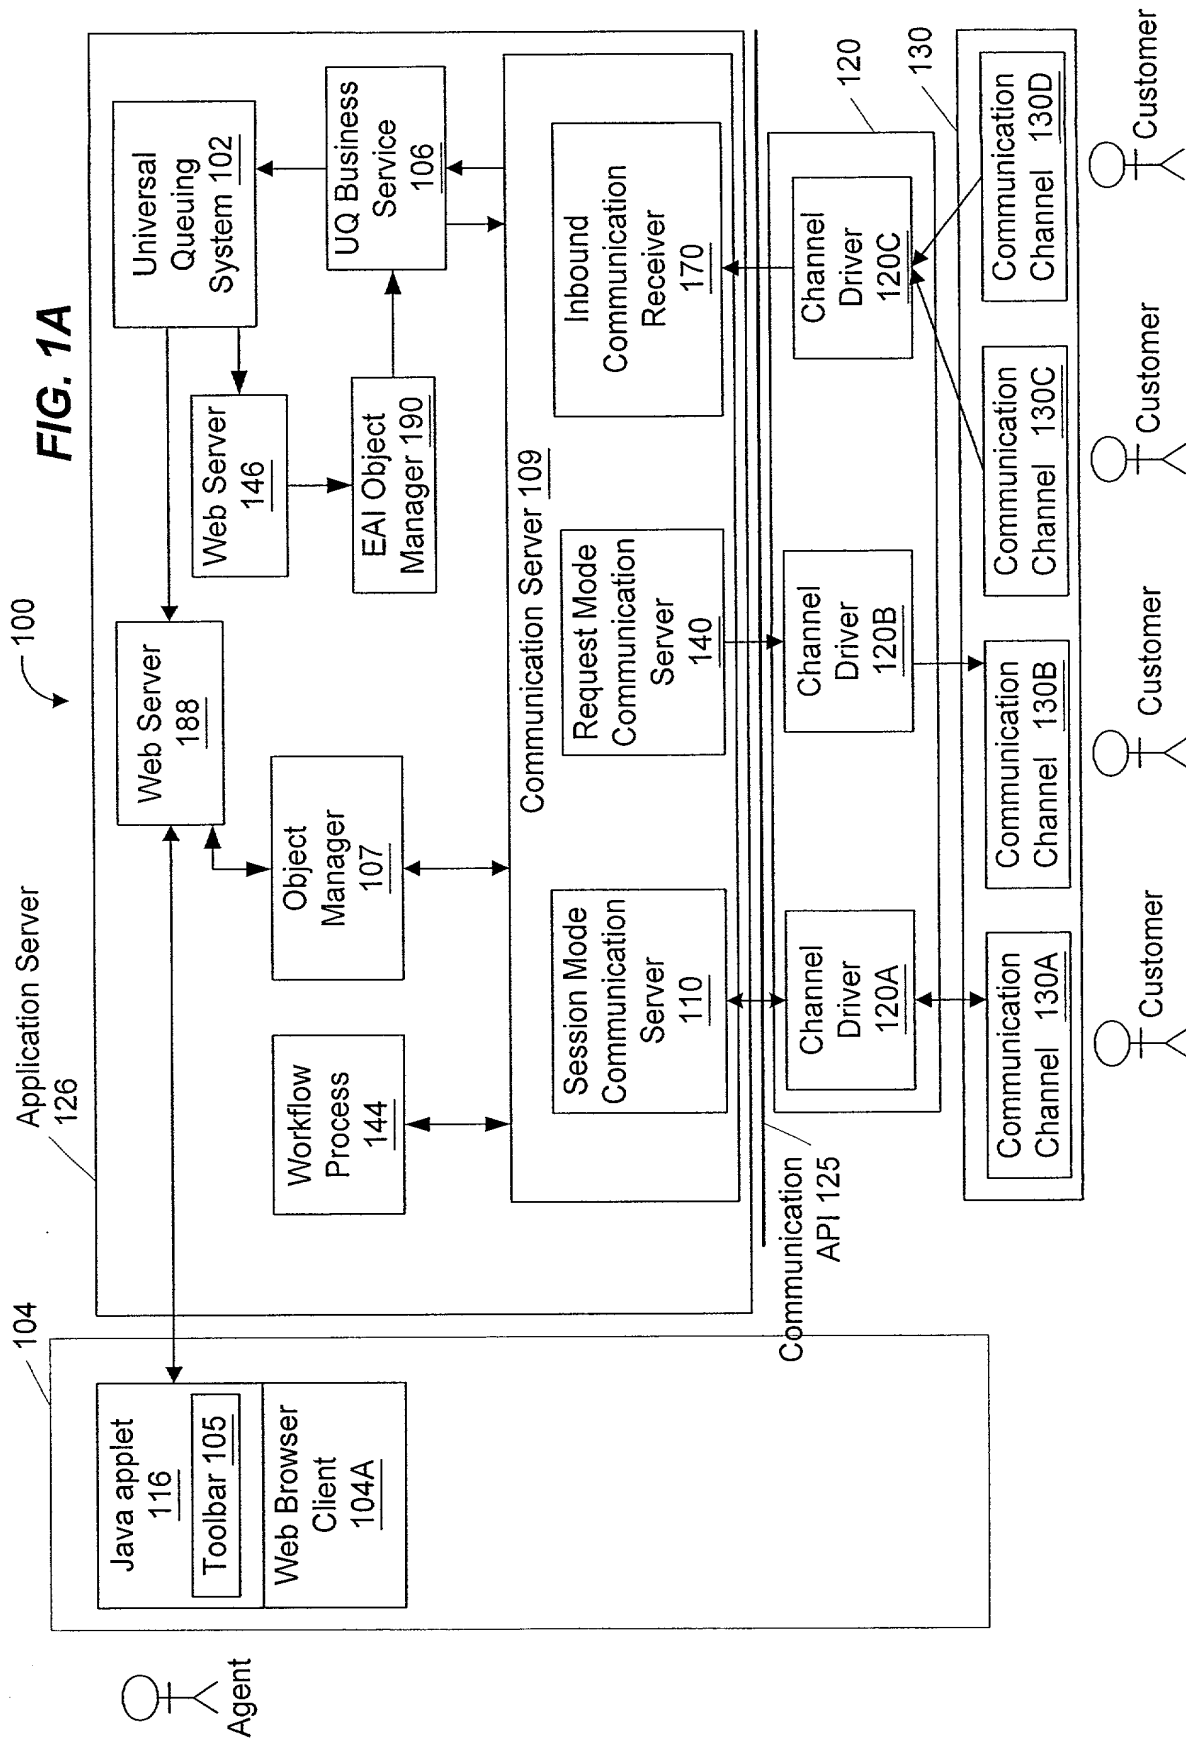 FIG. 1A
100
Application Server
126
104
Java applet
116
Toolbar 105
Web Browser
Client
104A
Agent
Web Server
188
Universal
Queuing
System 102
Web Server
146
EAI Object
Manager 190
UQ Business
Service
106
Workflow
Process
144
Object
Manager
107
Communication Server 109
Session Mode
Communication
Server
110
Request Mode
Communication
Server
140
Inbound
Communication
Receiver
170
Communication
API 125
120
Channel
Driver
120A
Channel
Driver
120B
Channel
Driver
120C
130
Communication
Channel 130A
Communication
Channel 130B
Communication
Channel 130C
Communication
Channel 130D
Customer
Customer
Customer
Customer